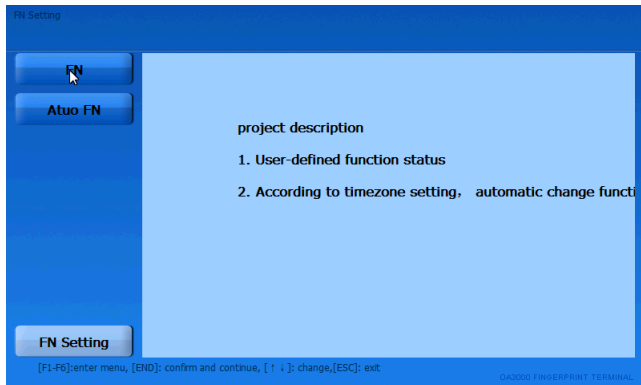 FN Setting
FN
Atuo FN
project description
1. User-defined function status
2. According to timezone setting, automatic change functi
FN Setting
[F1-F6]:enter menu, [END]: confirm and continue, [ ↑ ↓ ]: change,[ESC]: exit
OA2000 FINGERPRINT TERMINAL